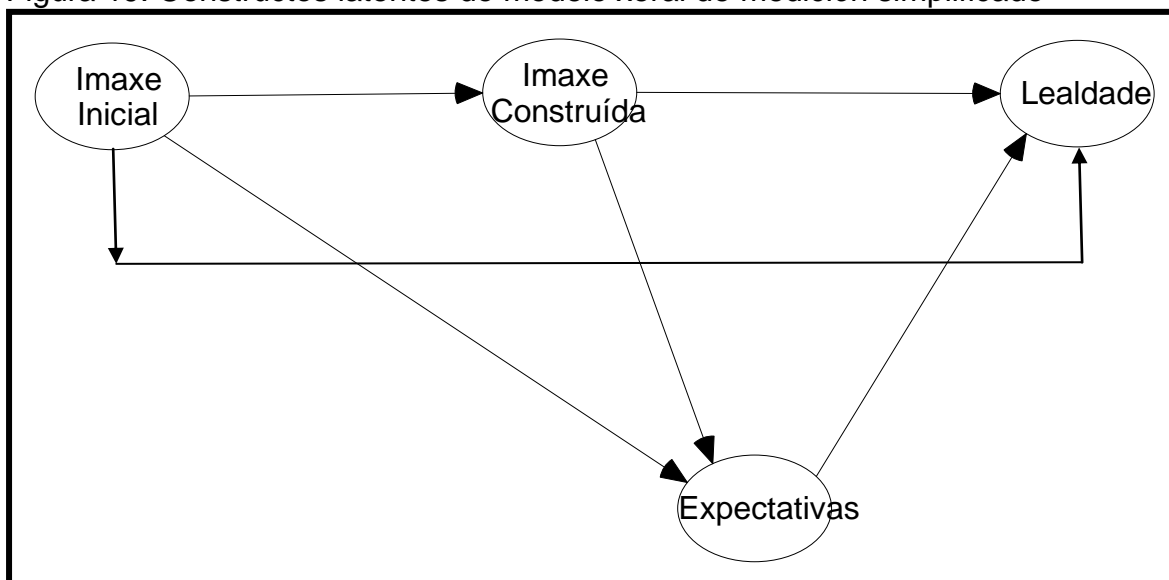 Imaxe
Inicial
Imaxe
Construída
Lealdade
Expectativas